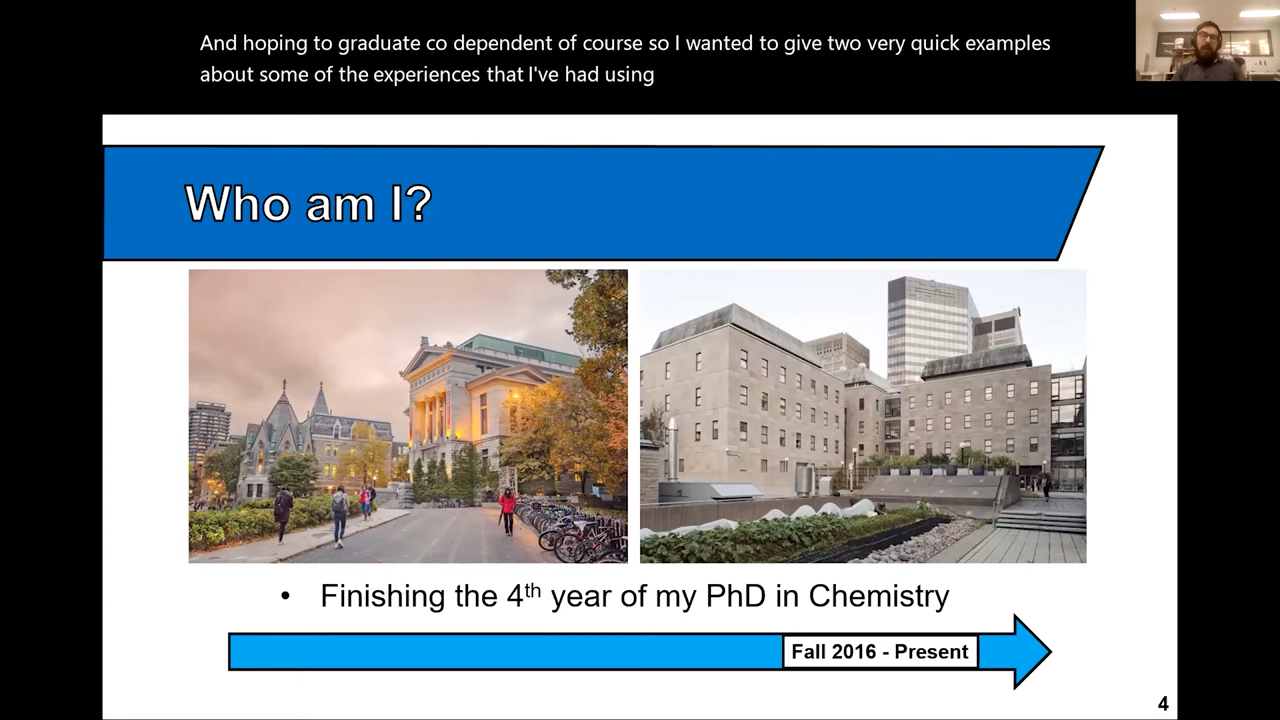 And hoping to graduate co dependent of course so I wanted to give two very quick examples
about some of the experiences that I've had using
Who am I?
• Finishing the 4th year of my PhD in Chemistry
Fall 2016 - Present
4